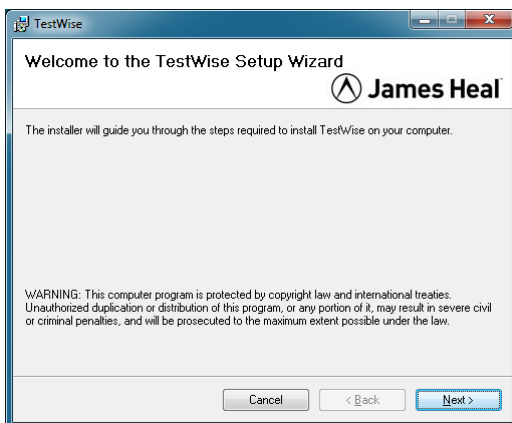 TestWise
Welcome to the TestWise Setup Wizard
James Heal
The installer will guide you through the steps required to install TestWise on your computer.
WARNING: This computer program is protected by copyright law and international treaties.
Unauthorized duplication or distribution of this program, or any portion of it, may result in severe civil
or criminal penalties, and will be prosecuted to the maximum extent possible under the law.
Cancel
< Back
Next >